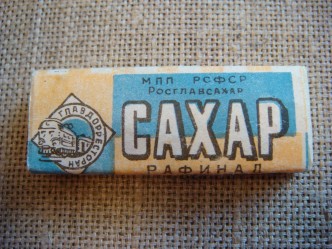 МПП РСФСР
Росглавсахар
САХАР
РАФИНАД
ГЛАВДОРРЕСТОРАН